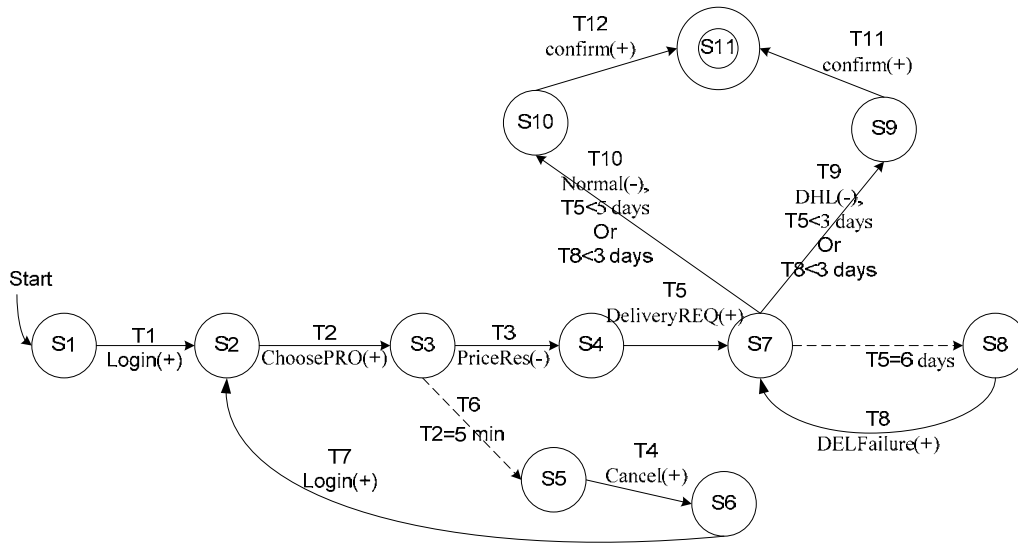 T12
confirm(+)
S11
T11
confirm(+)
S10
S9
T10
Normal(-),
T5<5 days
Or
T8<3 days
T9
DHL(-),
T5<3 days
Or
T8<3 days
Start
S1
T1
Login(+)
S2
T2
ChoosePRO(+)
S3
T3
PriceRes(-)
S4
T5
DeliveryREQ(+)
S7
T5=6 days
S8
T8
DELFailure(+)
T6
T2=5 min
T7
Login(+)
S5
T4
Cancel(+)
S6